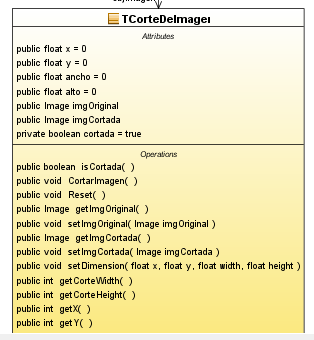 TCorteDeImagen
Attributes
public float x = 0
public float y = 0
public float ancho = 0
public float alto = 0
public Image imgOriginal
public Image imgCortada
private boolean cortada = true
Operations
public boolean isCortada( )
public void CortarImagen( )
public void Reset( )
public Image getImgOriginal( )
public void setImgOriginal( Image imgOriginal )
public Image getImgCortada( )
public void setImgCortada( Image imgCortada )
public void setDimension( float x, float y, float width, float height )
public int getCorteWidth( )
public int getCorteHeight( )
public int getX( )
public int getY( )